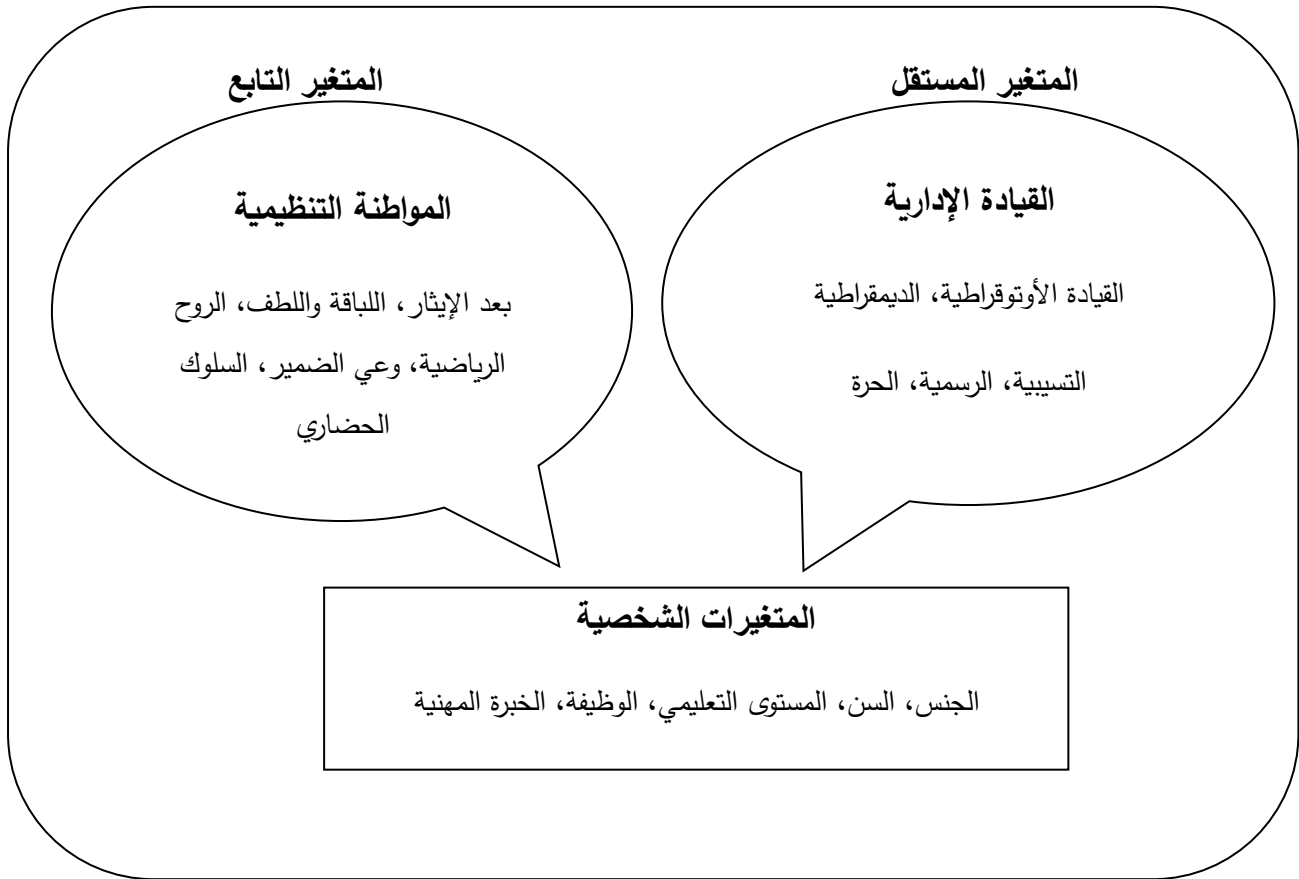 المتغير المستقل
القيادة الإدارية
القيادة الأوتوقراطية، الديمقراطية
التسيبية، الرسمية، الحرة
المتغير التابع
المواطنة التنظيمية
بعد الإيثار، اللباقة واللطف، الروح
الرياضية، وعي الضمير، السلوك
الحضاري
المتغيرات الشخصية
الجنس، السن، المستوى التعليمي، الوظيفة، الخبرة المهنية